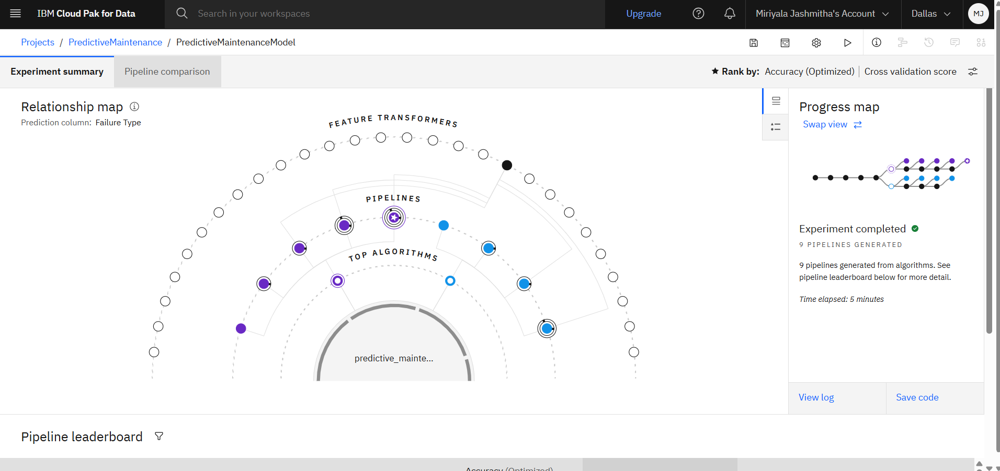 IBM Cloud Pak for Data
Search in your workspaces
Upgrade
Miriyala Jashmitha's Account
Dallas
MJ
Projects / PredictiveMaintenance / PredictiveMaintenanceModel
Experiment summary
Pipeline comparison
Rank by: Accuracy (Optimized) | Cross validation score
Relationship map
Prediction column: Failure Type
FEATURE TRANSFORMERS
PIPELINES
TOP ALGORITHMS
predictive_mainte...
Progress map
Swap view
Experiment completed
9 PIPELINES GENERATED
9 pipelines generated from algorithms. See
pipeline leaderboard below for more detail.
Time elapsed: 5 minutes
View log
Save code
Pipeline leaderboard
Accuracy (Optimized)